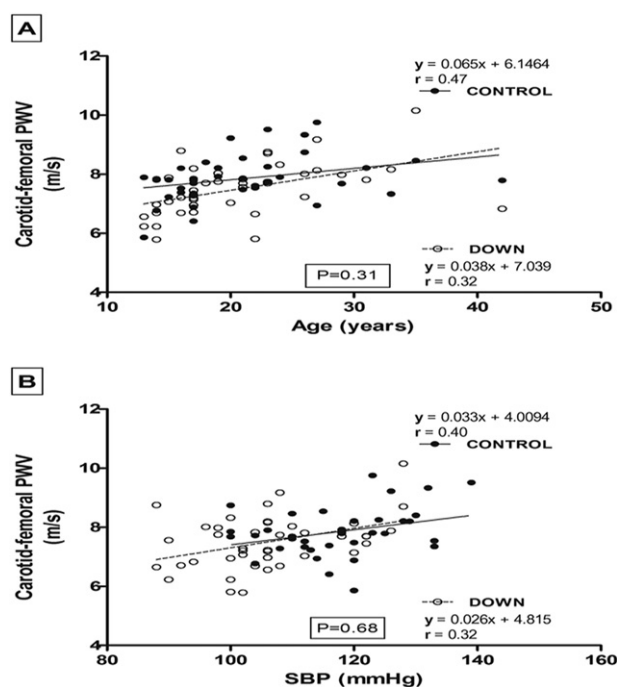 A
y = 0.065x + 6.1464
r = 0.47
CONTROL
12
10
8
6
4
Carotid-femoral PWV
(m/s)
DOWN
y = 0.038x + 7.039
r = 0.32
P=0.31
10 20 30 40 50
Age (years)
B
y = 0.033x + 4.0094
r = 0.40
CONTROL
12
10
8
6
4
Carotid-femoral PWV
(m/s)
DOWN
y = 0.026x + 4.815
r = 0.32
P=0.68
80 100 120 140 160
SBP (mmHg)